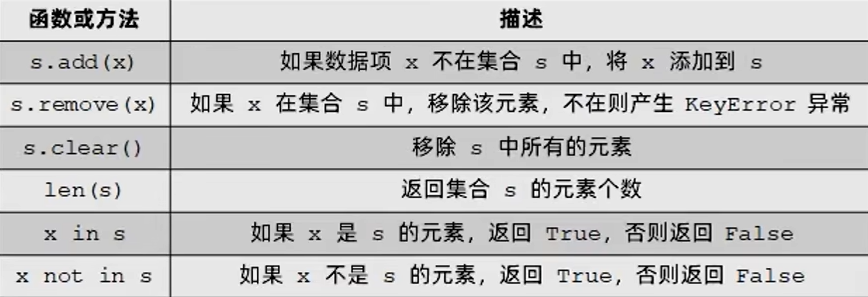 函数或方法 描述
s.add(x) 如果数据项 x 不在集合 s 中，将 x 添加到 s
s.remove(x) 如果 x 在集合 s 中，移除该元素，不在则产生 KeyError 异常
s.clear() 移除 s 中所有的元素
len(s) 返回集合 s 的元素个数
x in s 如果 x 是 s 的元素，返回 True，否则返回 False
x not in s 如果 x 不是 s 的元素，返回 True，否则返回 False